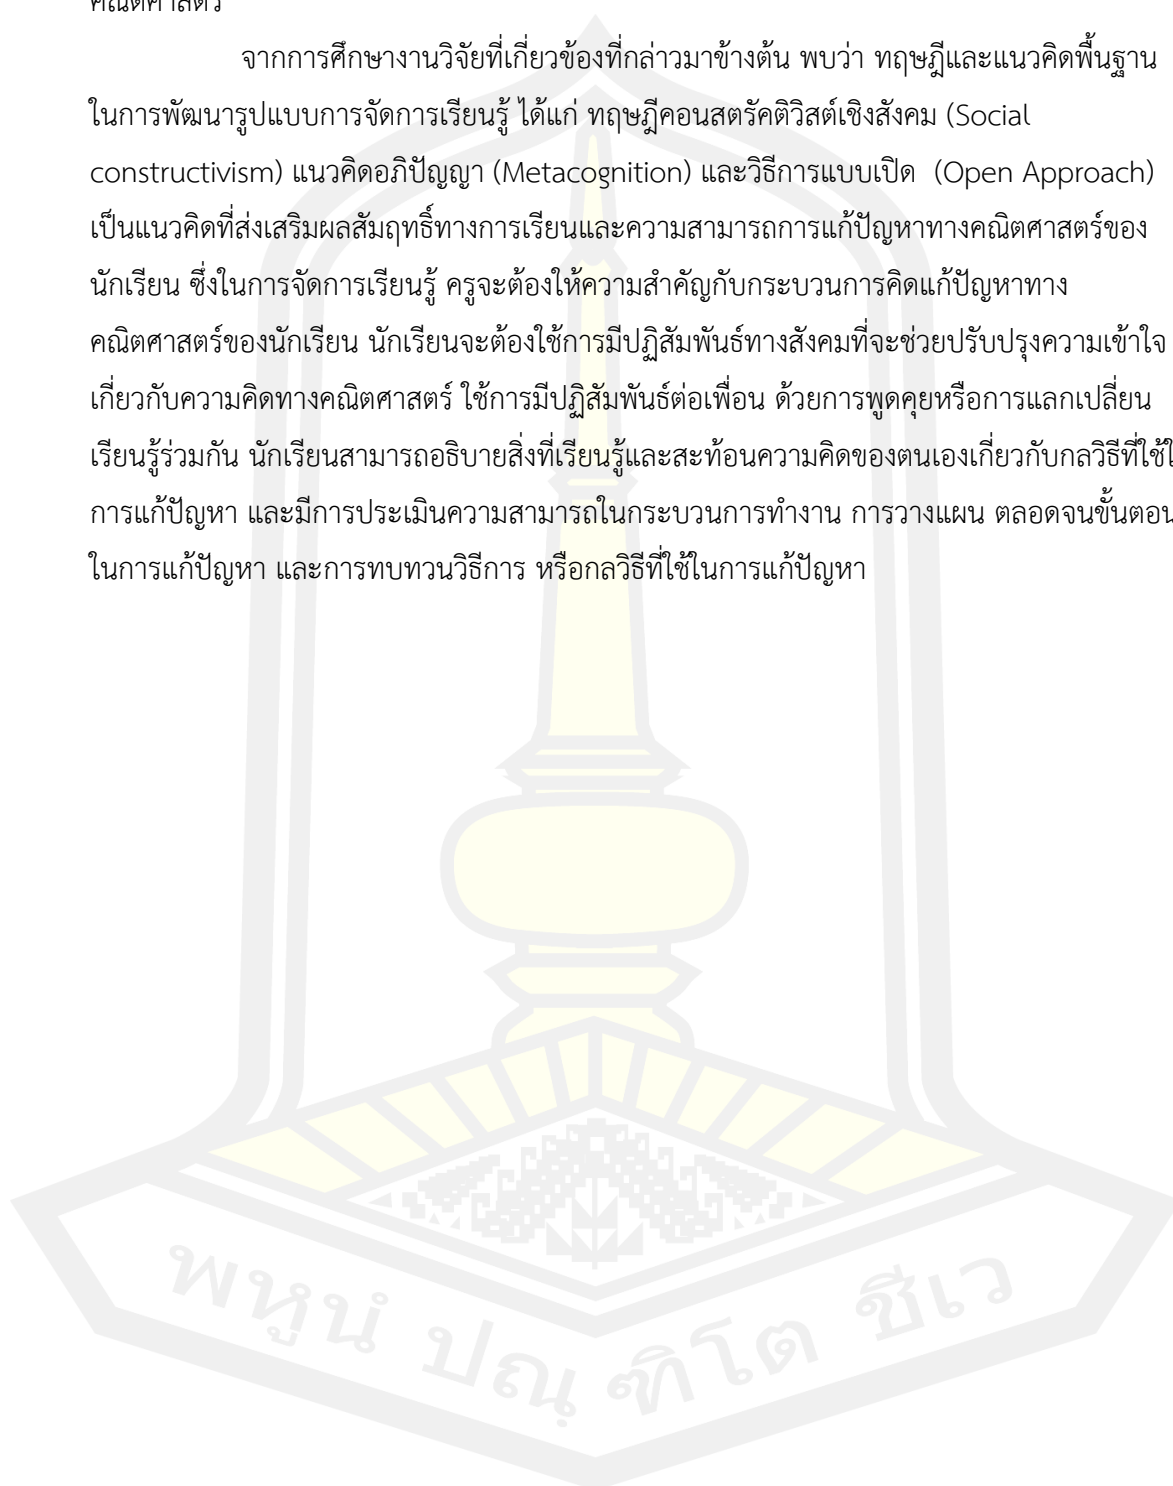 คณิตศาสตร์
จากการศึกษางานวิจัยที่เกี่ยวข้องที่กล่าวมาข้างต้น พบว่า ทฤษฎีและแนวคิดพื้นฐาน
ในการพัฒนารูปแบบการจัดการเรียนรู้ ได้แก่ ทฤษฎีคอนสตรัคติวิสต์เชิงสังคม (Social
constructivism) แนวคิดอภิปัญญา (Metacognition) และวิธีการแบบเปิด (Open Approach)
เป็นแนวคิดที่ส่งเสริมผลสัมฤทธิ์ทางการเรียนและความสามารถการแก้ปัญหาทางคณิตศาสตร์ของ
นักเรียน ซึ่งในการจัดการเรียนรู้ ครูจะต้องให้ความสำคัญกับกระบวนการคิดแก้ปัญหาทาง
คณิตศาสตร์ของนักเรียน นักเรียนจะต้องใช้การมีปฏิสัมพันธ์ทางสังคมที่จะช่วยปรับปรุงความเข้าใจ
เกี่ยวกับความคิดทางคณิตศาสตร์ ใช้การมีปฏิสัมพันธ์ต่อเพื่อน ด้วยการพูดคุยหรือการแลกเปลี่ยน
เรียนรู้ร่วมกัน นักเรียนสามารถอธิบายสิ่งที่เรียนรู้และสะท้อนความคิดของตนเองเกี่ยวกับกลวิธีที่ใช้ใ
การแก้ปัญหา และมีการประเมินความสามารถในกระบวนการทำงาน การวางแผน ตลอดจนขั้นตอน
ในการแก้ปัญหา และการทบทวนวิธีการ หรือกลวิธีที่ใช้ในการแก้ปัญหา
พหูนํ ปณฺฑิโต ชีเว